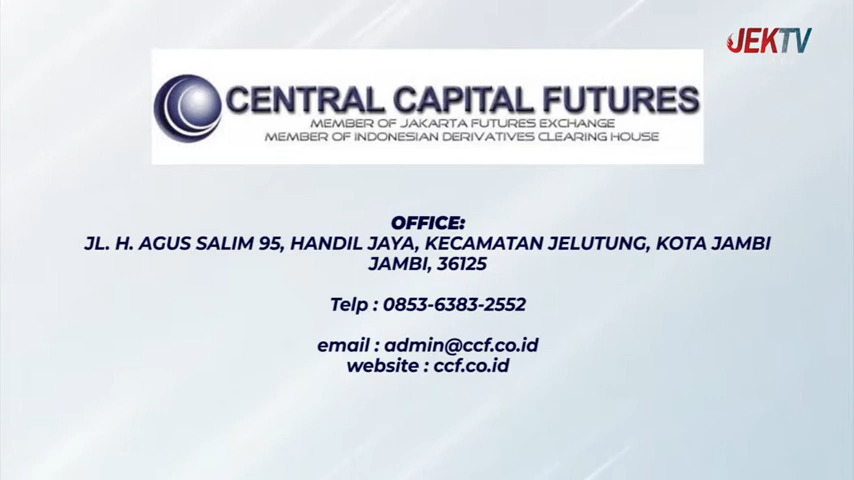 JEKTV
CENTRAL CAPITAL FUTURES
MEMBER OF JAKARTA FUTURES EXCHANGE
MEMBER OF INDONESIAN DERIVATIVES CLEARING HOUSE
OFFICE:
JL. H. AGUS SALIM 95, HANDIL JAYA, KECAMATAN JELUTUNG, KOTA JAMBI
JAMBI, 36125
Telp : 0853-6383-2552
email : admin@ccf.co.id
website : ccf.co.id